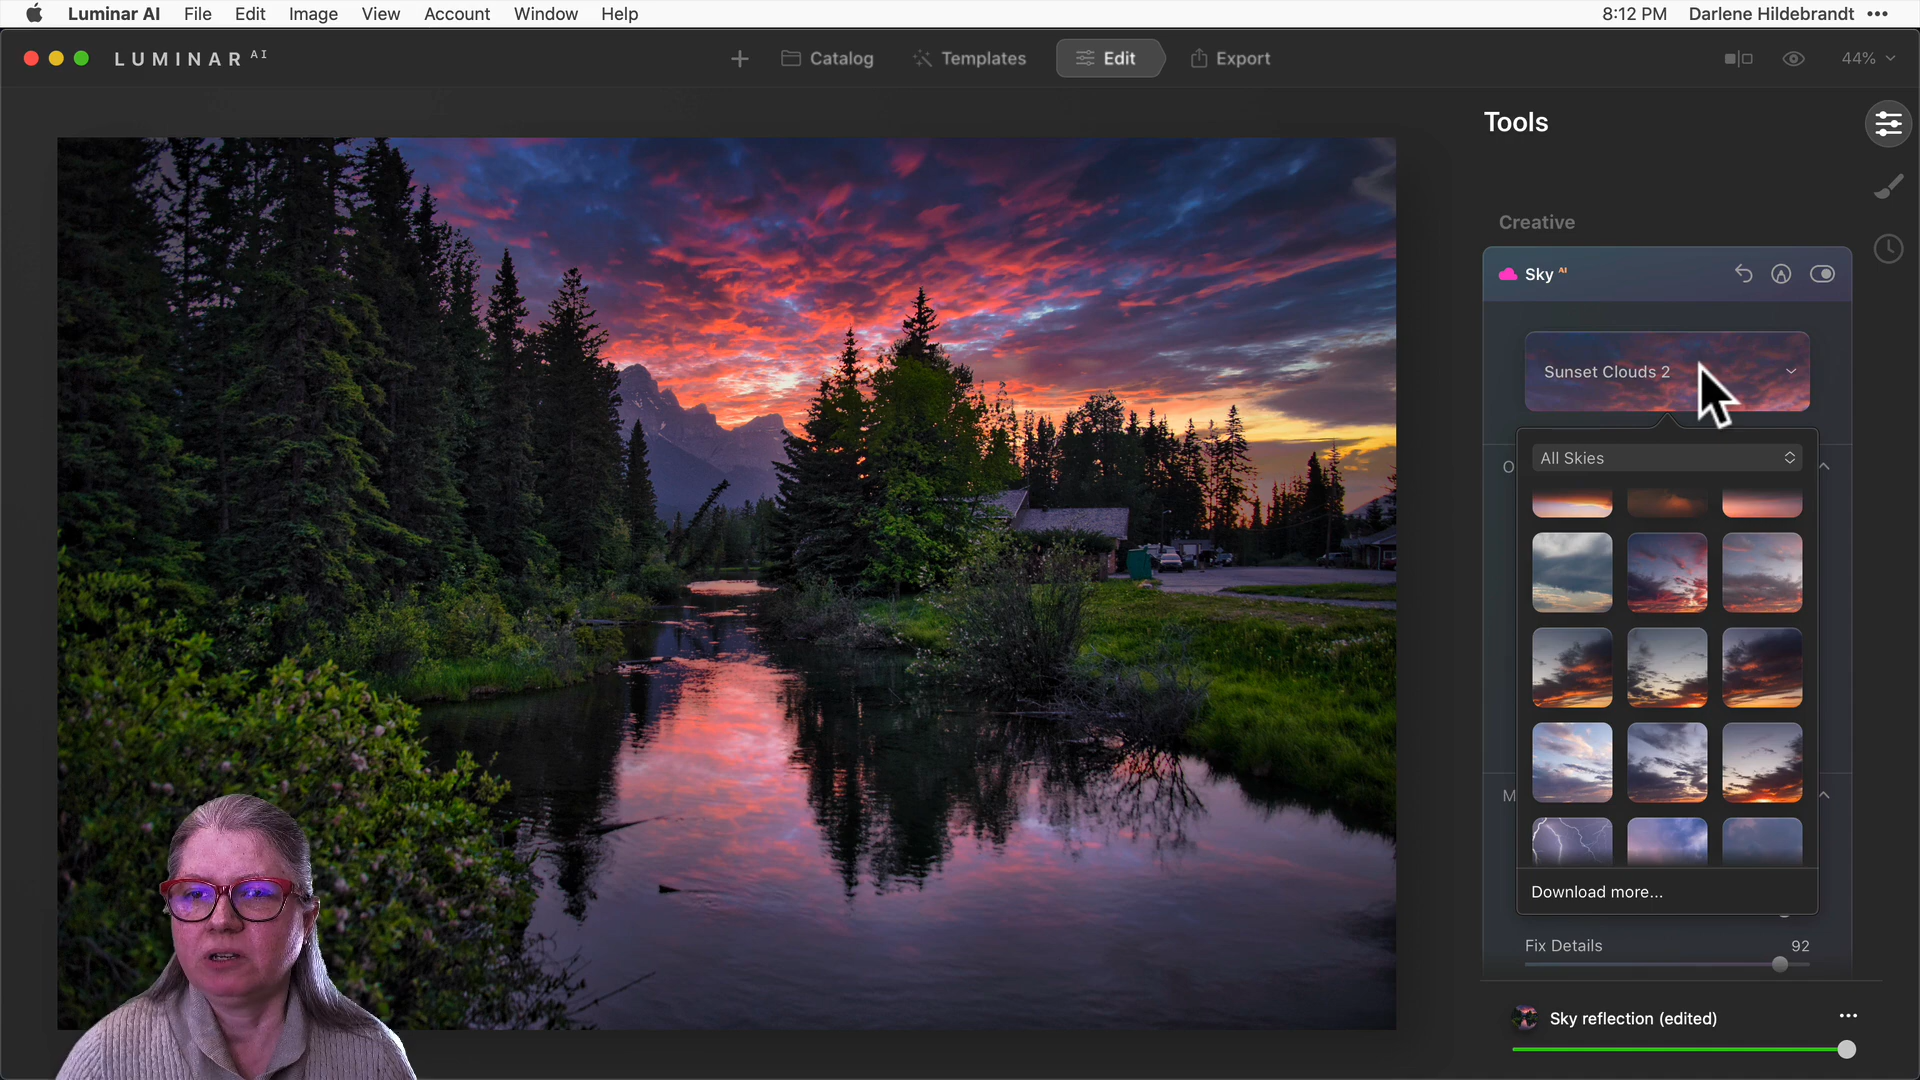 Luminar AI File Edit Image View Account Window Help 8:12 PM Darlene Hildebrandt
LUMINAR AI
Catalog Templates Edit Export 44%
Tools
Creative
Sky AI
Sunset Clouds 2
All Skies
O
M
Download more...
Fix Details 92
Sky reflection (edited)